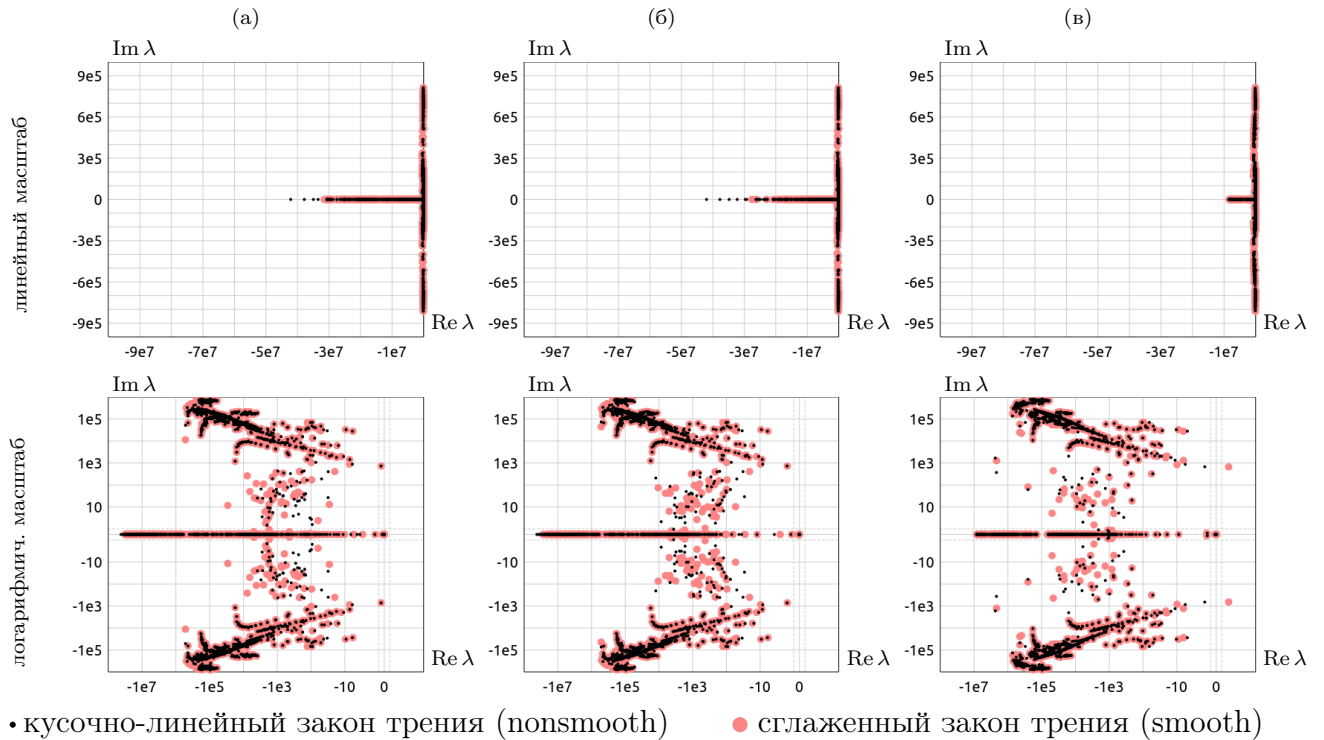 (а) (б) (в)
Im λ Im λ Im λ
линейный масштаб
9e5 9e5 9e5
6e5 6e5 6e5
3e5 3e5 3e5
0 0 0
-3e5 -3e5 -3e5
-6e5 -6e5 -6e5
-9e5 -9e5 -9e5
Re λ Re λ Re λ
-9e7 -7e7 -5e7 -3e7 -1e7 -9e7 -7e7 -5e7 -3e7 -1e7 -9e7 -7e7 -5e7 -3e7 -1e7
Im λ Im λ Im λ
логарифмич. масштаб
1e5 1e5 1e5
1e3 1e3 1e3
10 10 10
-10 -10 -10
-1e3 -1e3 -1e3
-1e5 -1e5 -1e5
Re λ Re λ Re λ
-1e7 -1e5 -1e3 -10 0 -1e7 -1e5 -1e3 -10 0 -1e7 -1e5 -1e3 -10 0
кусочно-линейный закон трения (nonsmooth) сглаженный закон трения (smooth)